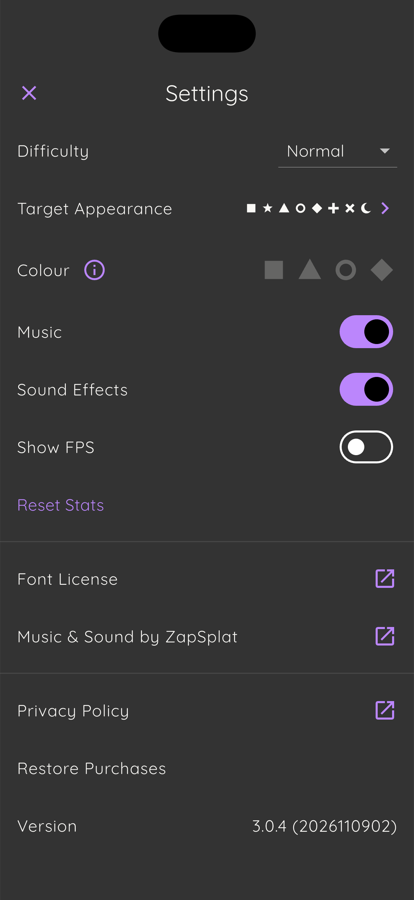 Settings
Difficulty Normal
Target Appearance
Colour
Music
Sound Effects
Show FPS
Reset Stats
Font License
Music & Sound by ZapSplat
Privacy Policy
Restore Purchases
Version 3.0.4 (2026110902)